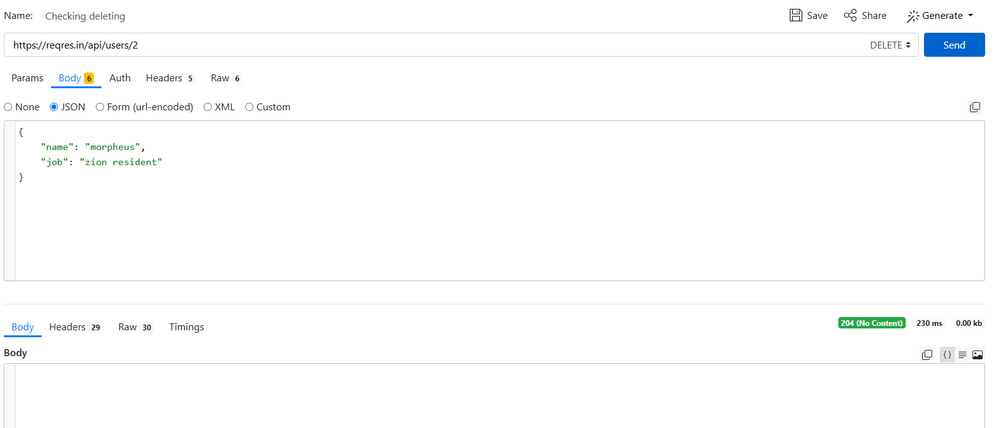 Name: Checking deleting Save Share Generate
https://reqres.in/api/users/2 DELETE Send
Params Body 6 Auth Headers 5 Raw 6
None JSON Form (url-encoded) XML Custom
{
"name": "morpheus",
"job": "zion resident"
}
Body Headers 29 Raw 30 Timings 204 (No Content) 230 ms 0.00 kb
Body {}